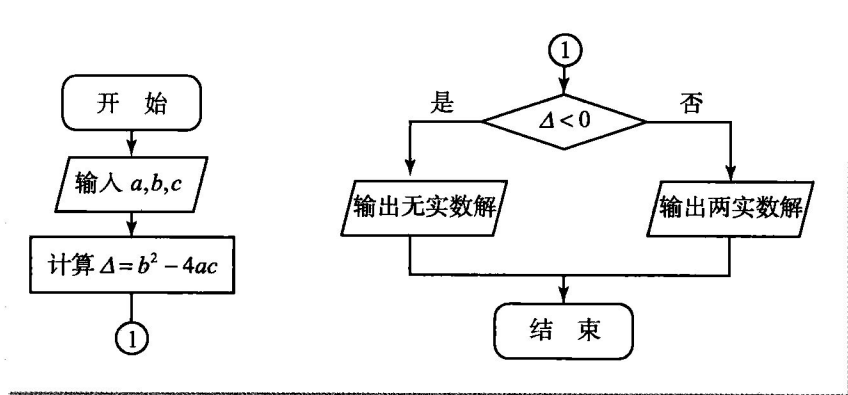 开 始
输入 a,b,c
计算 Δ=b²－4ac
①
①
Δ<0
是
否
输出无实数解
输出两实数解
结 束